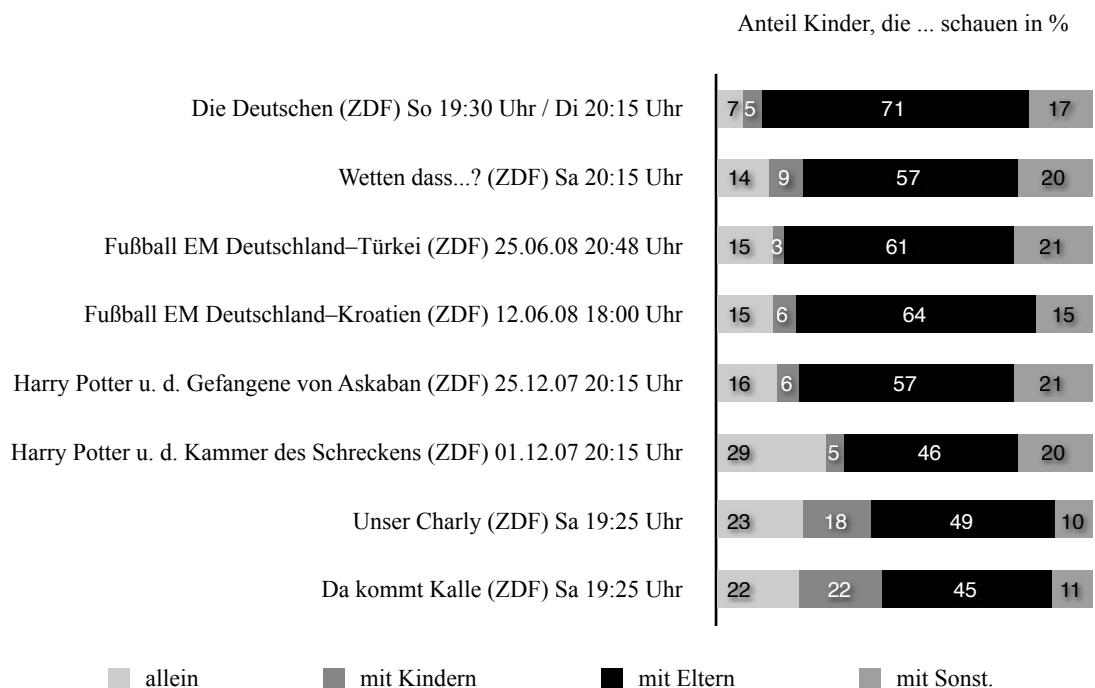 Anteil Kinder, die ... schauen in %
Die Deutschen (ZDF) So 19:30 Uhr / Di 20:15 Uhr 7 5 71 17
Wetten dass...? (ZDF) Sa 20:15 Uhr 14 9 57 20
Fußball EM Deutschland–Türkei (ZDF) 25.06.08 20:48 Uhr 15 3 61 21
Fußball EM Deutschland–Kroatien (ZDF) 12.06.08 18:00 Uhr 15 6 64 15
Harry Potter u. d. Gefangene von Askaban (ZDF) 25.12.07 20:15 Uhr 16 6 57 21
Harry Potter u. d. Kammer des Schreckens (ZDF) 01.12.07 20:15 Uhr 29 5 46 20
Unser Charly (ZDF) Sa 19:25 Uhr 23 18 49 10
Da kommt Kalle (ZDF) Sa 19:25 Uhr 22 22 45 11
allein mit Kindern mit Eltern mit Sonst.